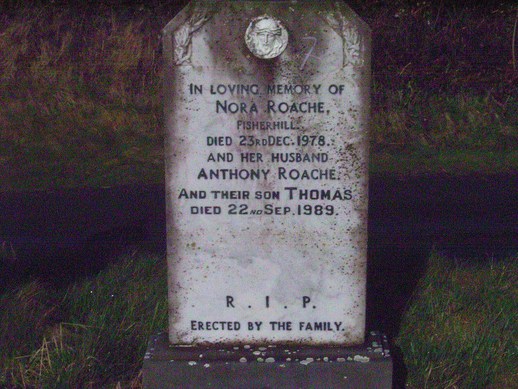 IN LOVING MEMORY OF
NORA ROACHE,
FISHERHILL.
DIED 23RD DEC. 1978.
AND HER HUSBAND
ANTHONY ROACHE.
AND THEIR SON THOMAS
DIED 22ND SEP. 1989.
R. I. P.
ERECTED BY THE FAMILY.